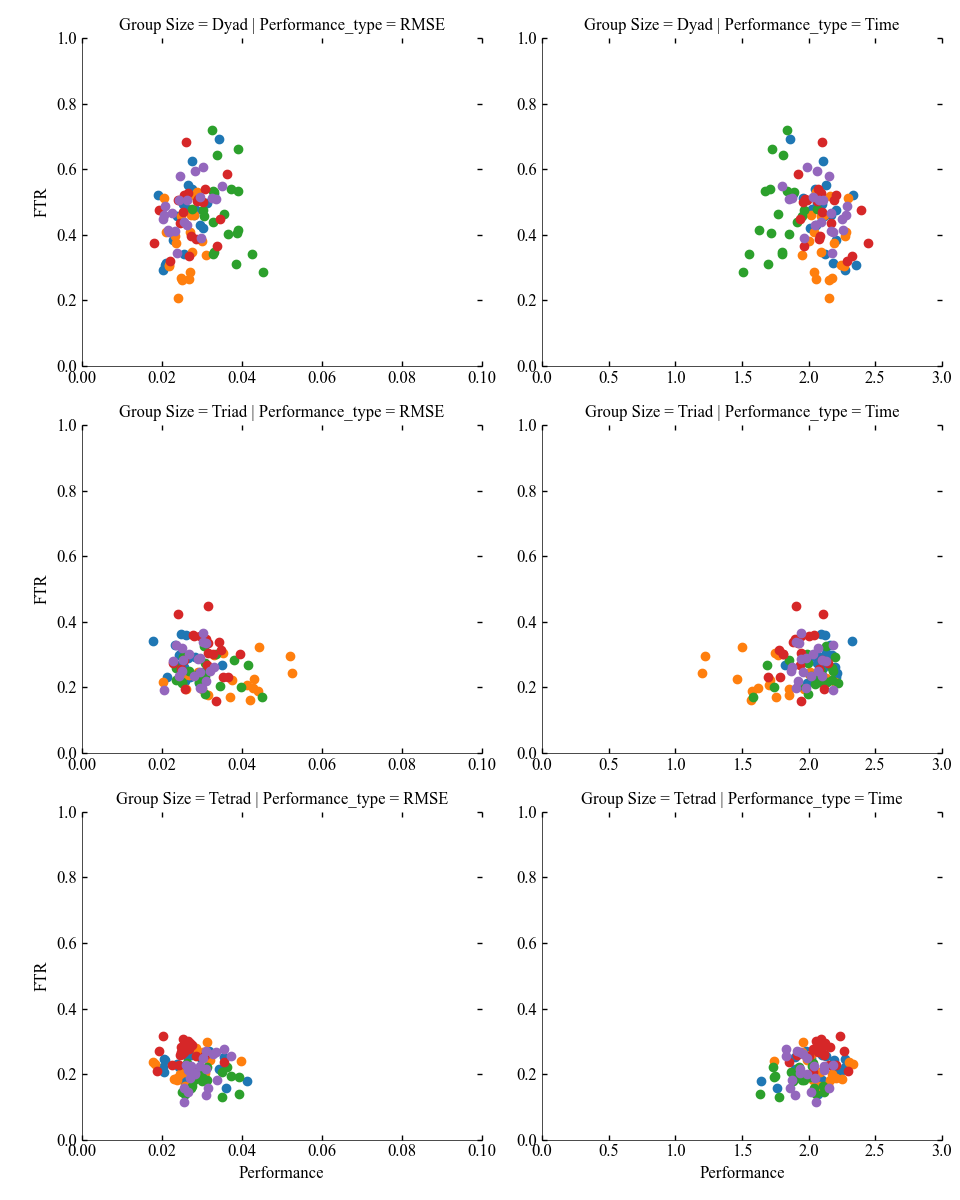 Group Size = Dyad | Performance_type = RMSE
Group Size = Dyad | Performance_type = Time
1.0
0.8
0.6
0.4
0.2
0.0
FTR
0.00 0.02 0.04 0.06 0.08 0.10
1.0
0.8
0.6
0.4
0.2
0.0
0.0 0.5 1.0 1.5 2.0 2.5 3.0
Group Size = Triad | Performance_type = RMSE
Group Size = Triad | Performance_type = Time
1.0
0.8
0.6
0.4
0.2
0.0
FTR
0.00 0.02 0.04 0.06 0.08 0.10
1.0
0.8
0.6
0.4
0.2
0.0
0.0 0.5 1.0 1.5 2.0 2.5 3.0
Group Size = Tetrad | Performance_type = RMSE
Group Size = Tetrad | Performance_type = Time
1.0
0.8
0.6
0.4
0.2
0.0
FTR
0.00 0.02 0.04 0.06 0.08 0.10
Performance
1.0
0.8
0.6
0.4
0.2
0.0
0.0 0.5 1.0 1.5 2.0 2.5 3.0
Performance